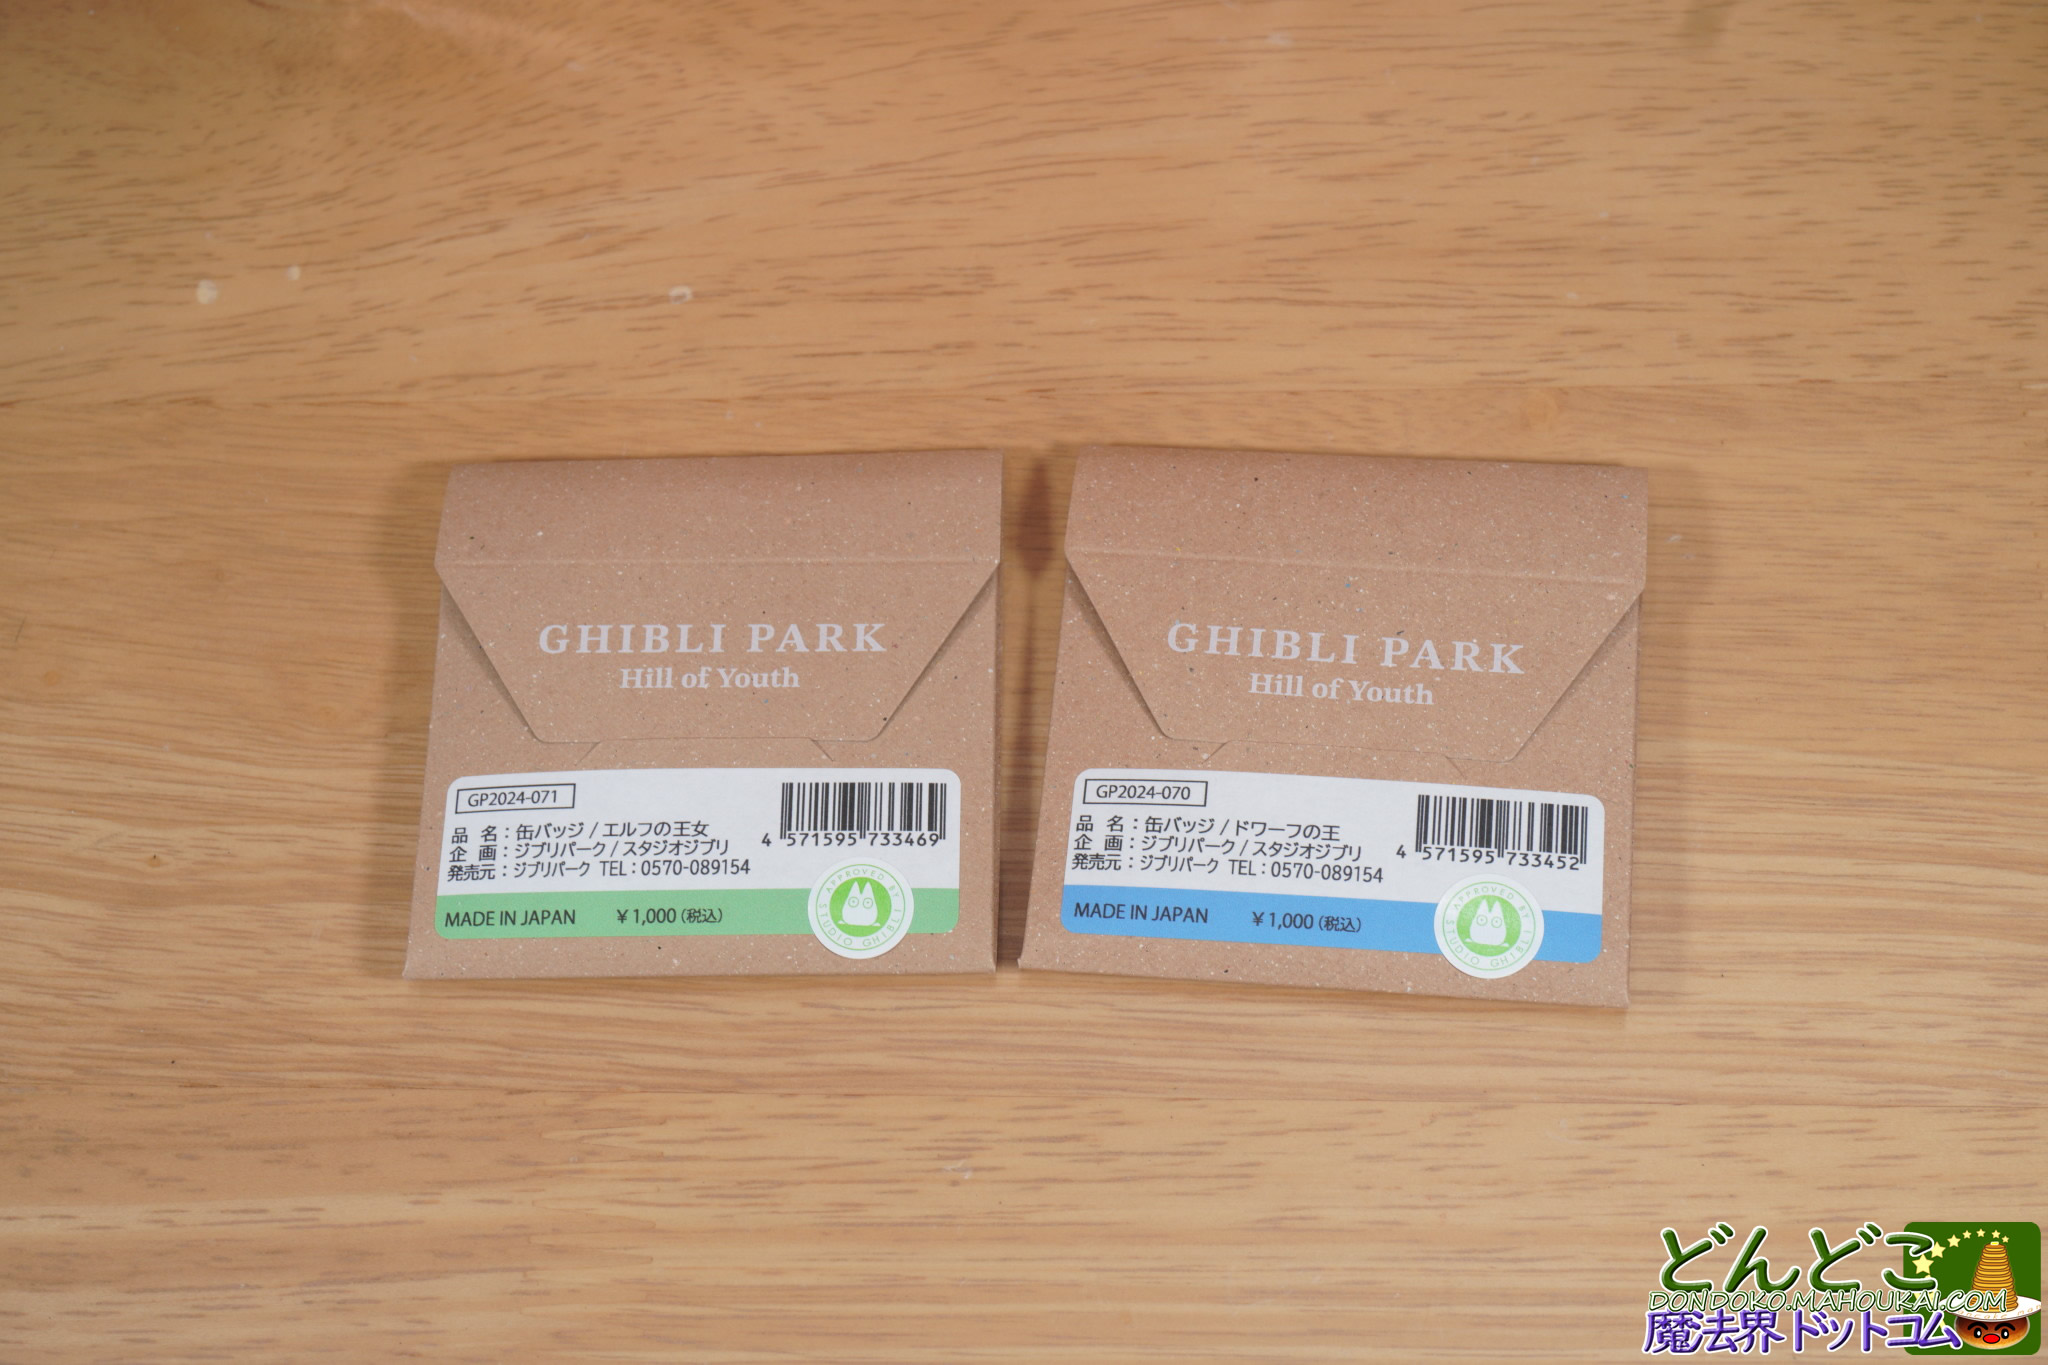 GHIBLI PARK
Hill of Youth
GP2024-071
品 名：缶バッジ / エルフの王女
企 画：ジブリパーク / スタジオジブリ
発売元：ジブリパーク TEL：0570-089154
4 571595 733469
MADE IN JAPAN ￥1,000（税込）
APPROVED BY STUDIO GHIBLI
GHIBLI PARK
Hill of Youth
GP2024-070
品 名：缶バッジ / ドワーフの王
企 画：ジブリパーク / スタジオジブリ
発売元：ジブリパーク TEL：0570-089154
4 571595 733452
MADE IN JAPAN ￥1,000（税込）
APPROVED BY STUDIO GHIBLI
どんどこ
DONDOKO.MAHOUKAI.COM
魔法界ドットコム